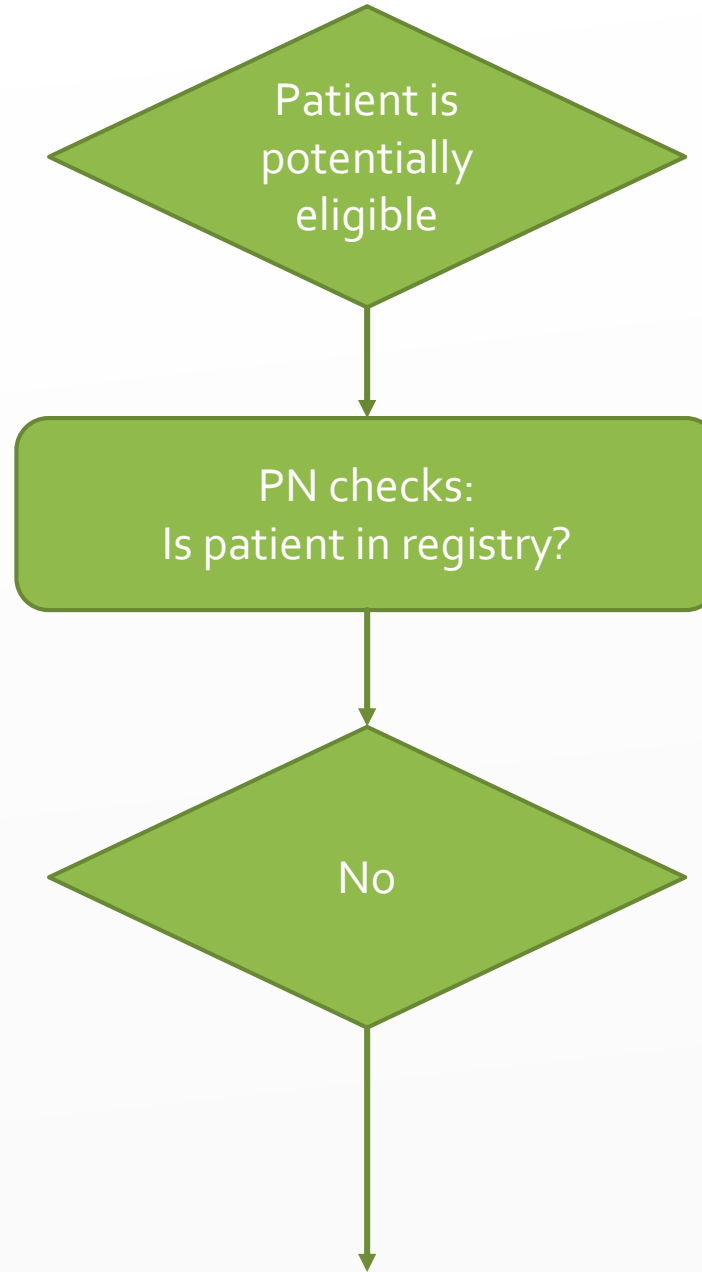 Patient is
potentially
eligible
PN checks:
Is patient in registry?
No